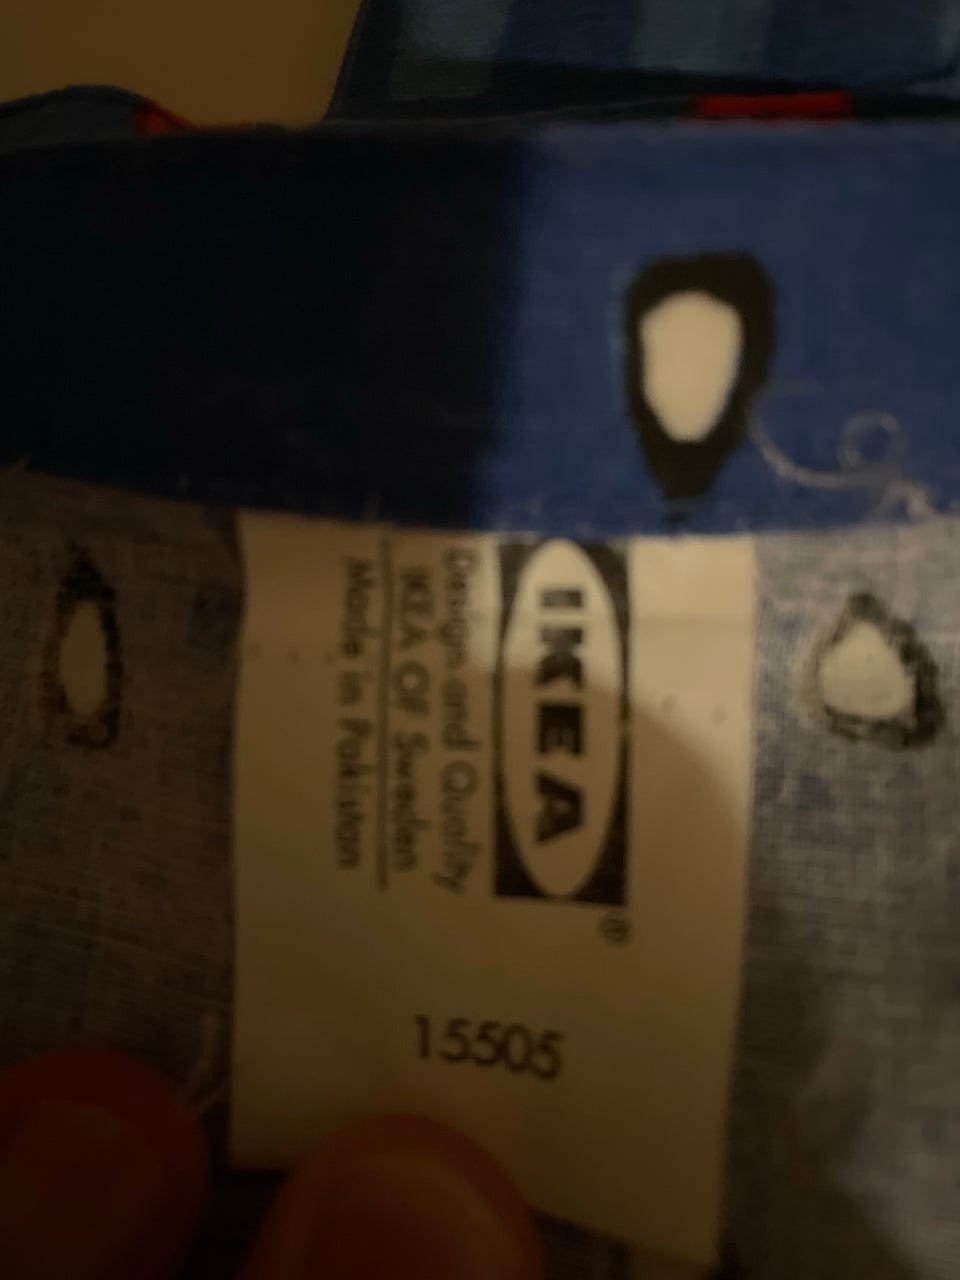 IKEA®
Design and Quality
IKEA OF Sweden
Made in Pakistan
15505